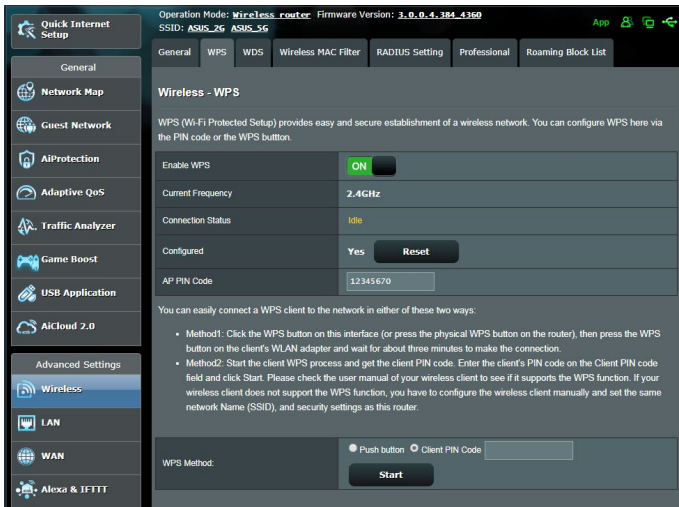 Quick Internet
Setup
General
Network Map
Guest Network
AiProtection
Adaptive QoS
Traffic Analyzer
Game Boost
USB Application
AiCloud 2.0
Advanced Settings
Wireless
LAN
WAN
Alexa & IFTTT
Operation Mode: Wireless router Firmware Version: 3.0.0.4.384_4360
SSID: ASUS_2G ASUS_5G
App
General WPS WDS Wireless MAC Filter RADIUS Setting Professional Roaming Block List
Wireless - WPS
WPS (Wi-Fi Protected Setup) provides easy and secure establishment of a wireless network. You can configure WPS here via
the PIN code or the WPS buttton.
Enable WPS ON
Current Frequency 2.4GHz
Connection Status Idle
Configured Yes Reset
AP PIN Code 12345670
You can easily connect a WPS client to the network in either of these two ways:
• Method1: Click the WPS button on this interface (or press the physical WPS button on the router), then press the WPS
button on the client's WLAN adapter and wait for about three minutes to make the connection.
• Method2: Start the client WPS process and get the client PIN code. Enter the client's PIN code on the Client PIN code
field and click Start. Please check the user manual of your wireless client to see if it supports the WPS function. If your
wireless client does not support the WPS function, you have to configure the wireless client manually and set the same
network Name (SSID), and security settings as this router.
WPS Method: Push button Client PIN Code
Start